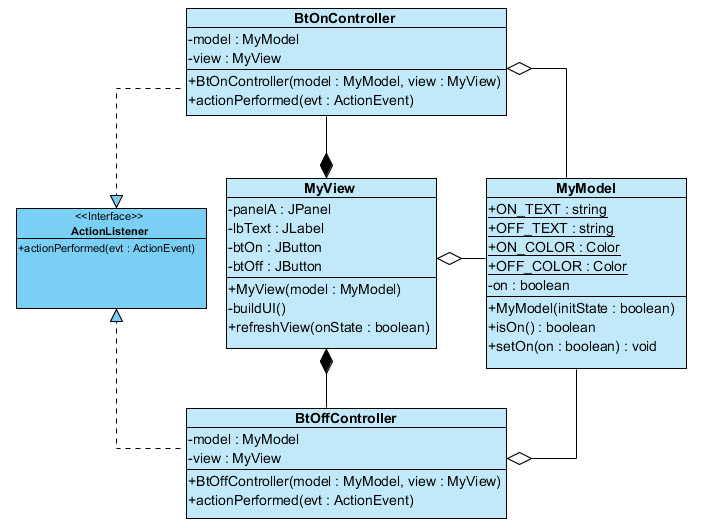 BtOnController
-model : MyModel
-view : MyView
+BtOnController(model : MyModel, view : MyView)
+actionPerformed(evt : ActionEvent)
<<Interface>>
ActionListener
+actionPerformed(evt : ActionEvent)
MyView
-panelA : JPanel
-lbText : JLabel
-btOn : JButton
-btOff : JButton
+MyView(model : MyModel)
-buildUI()
+refreshView(onState : boolean)
MyModel
+ON_TEXT : string
+OFF_TEXT : string
+ON_COLOR : Color
+OFF_COLOR : Color
-on : boolean
+MyModel(initState : boolean)
+isOn() : boolean
+setOn(on : boolean) : void
BtOffController
-model : MyModel
-view : MyView
+BtOffController(model : MyModel, view : MyView)
+actionPerformed(evt : ActionEvent)